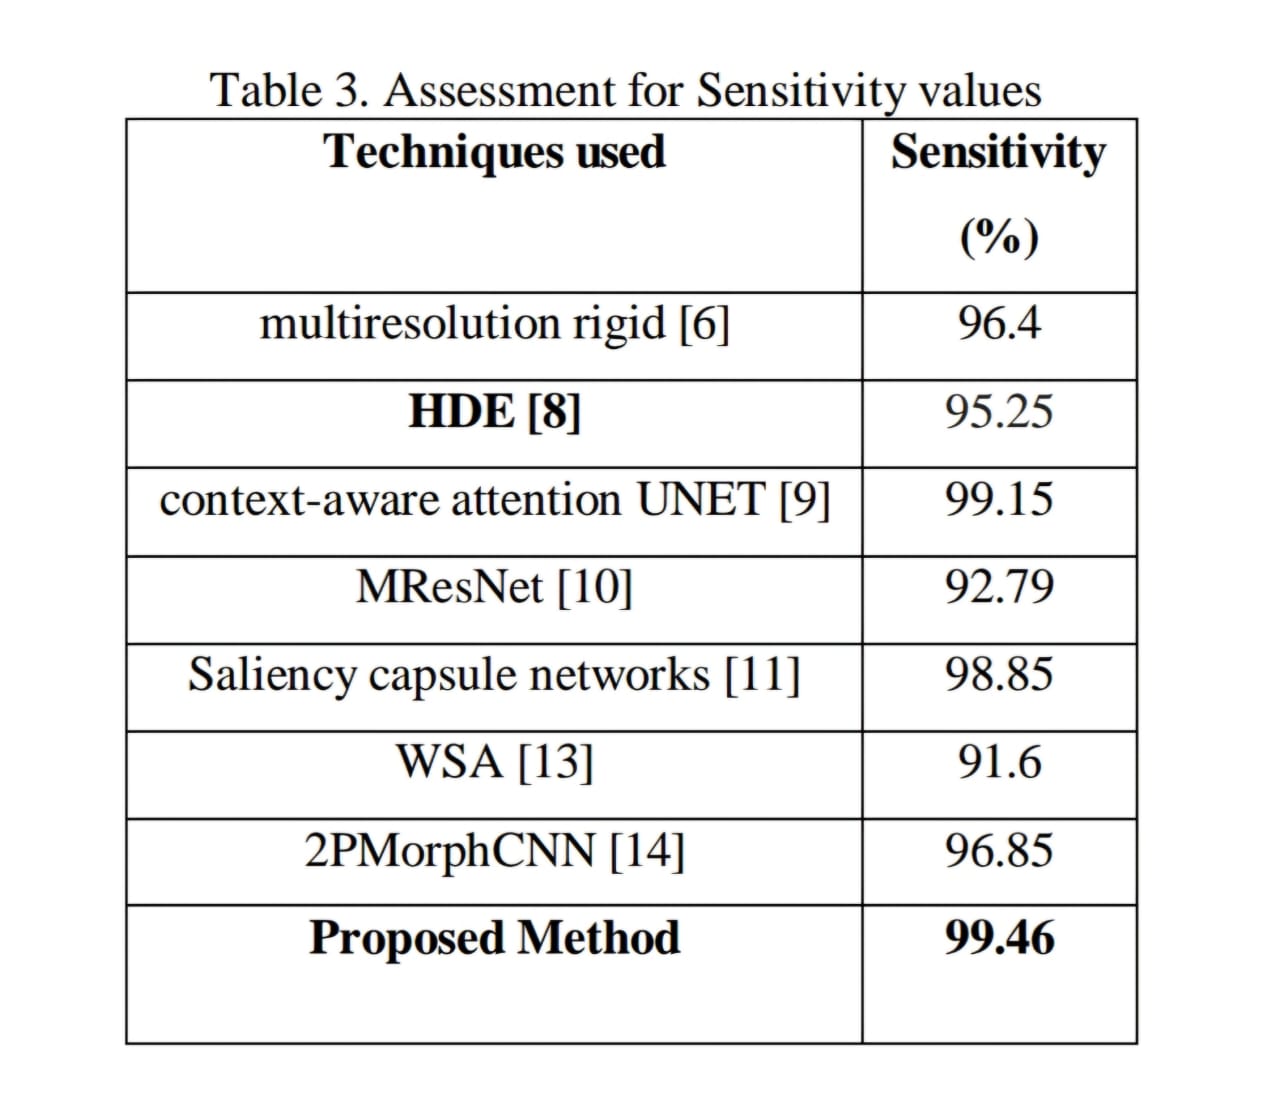 Table 3. Assessment for Sensitivity values
Techniques used Sensitivity
(%)
multiresolution rigid [6] 96.4
HDE [8] 95.25
context-aware attention UNET [9] 99.15
MResNet [10] 92.79
Saliency capsule networks [11] 98.85
WSA [13] 91.6
2PMorphCNN [14] 96.85
Proposed Method 99.46